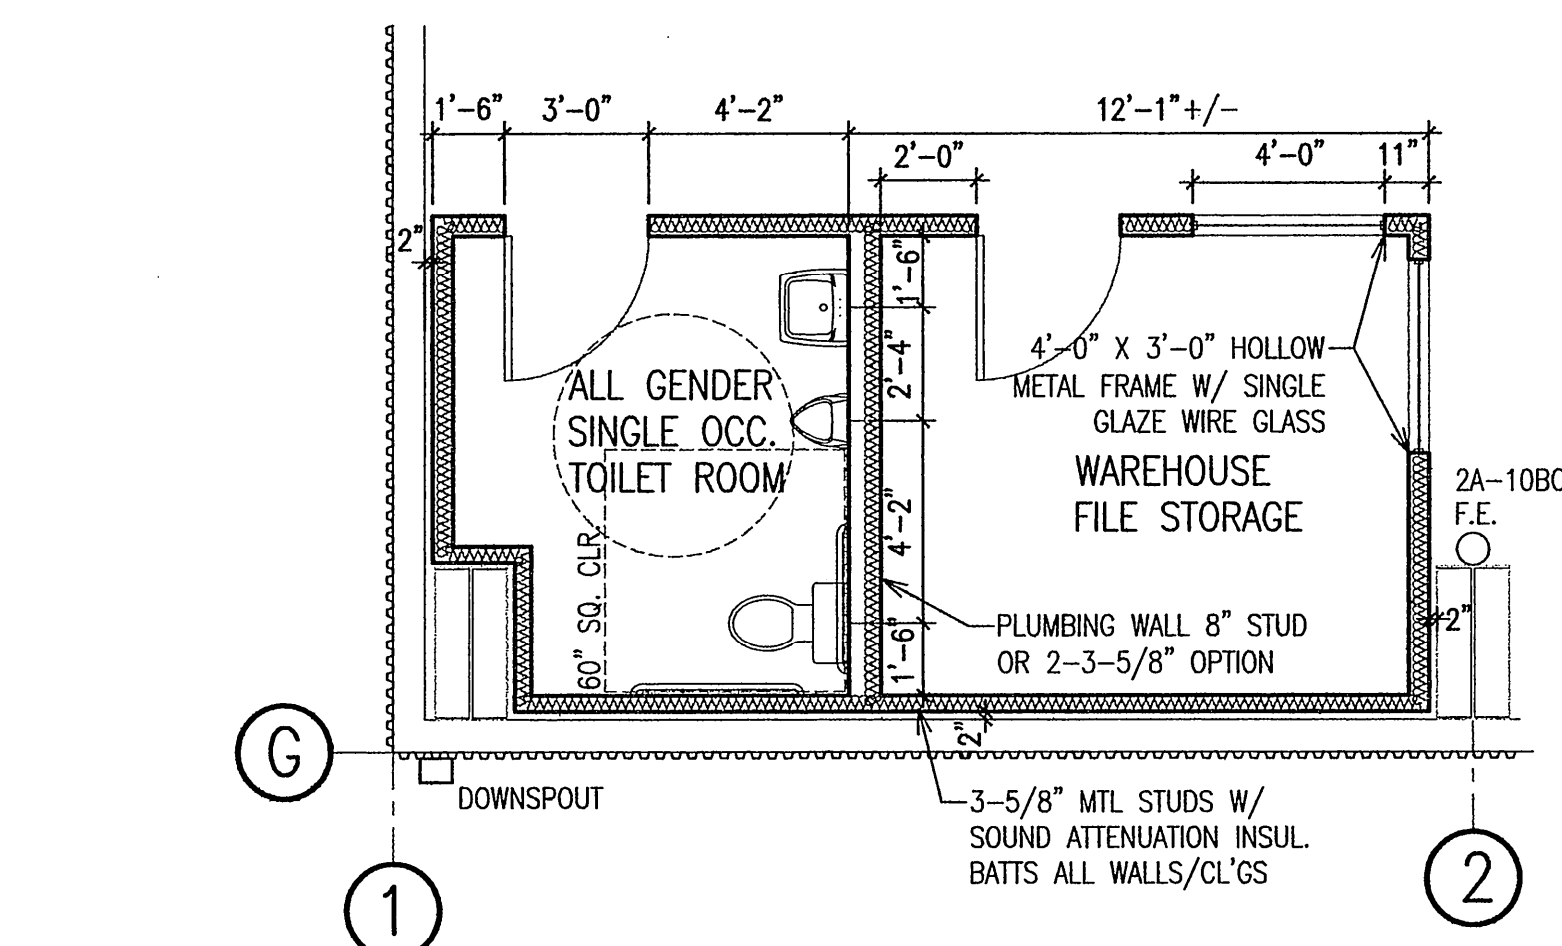 1'-6" 3'-0" 4'-2" 12'-1"+/-
2'-0" 4'-0" 11"
2"
1'-6"
2'-4"
4'-0" X 3'-0" HOLLOW
METAL FRAME W/ SINGLE
GLAZE WIRE GLASS
ALL GENDER
SINGLE OCC.
TOILET ROOM
WAREHOUSE
FILE STORAGE
2A-10BC
F.E.
4'-2"
60" SQ. CLR.
PLUMBING WALL 8" STUD
OR 2-3-5/8" OPTION
2"
1'-6"
2"
G
DOWNSPOUT
3-5/8" MTL STUDS W/
SOUND ATTENUATION INSUL.
BATTS ALL WALLS/CL'GS
1
2